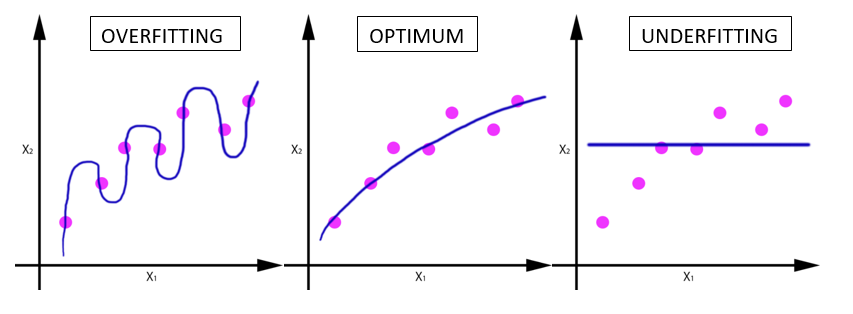 OVERFITTING
X₂
X₁
OPTIMUM
X₂
X₁
UNDERFITTING
X₂
X₁